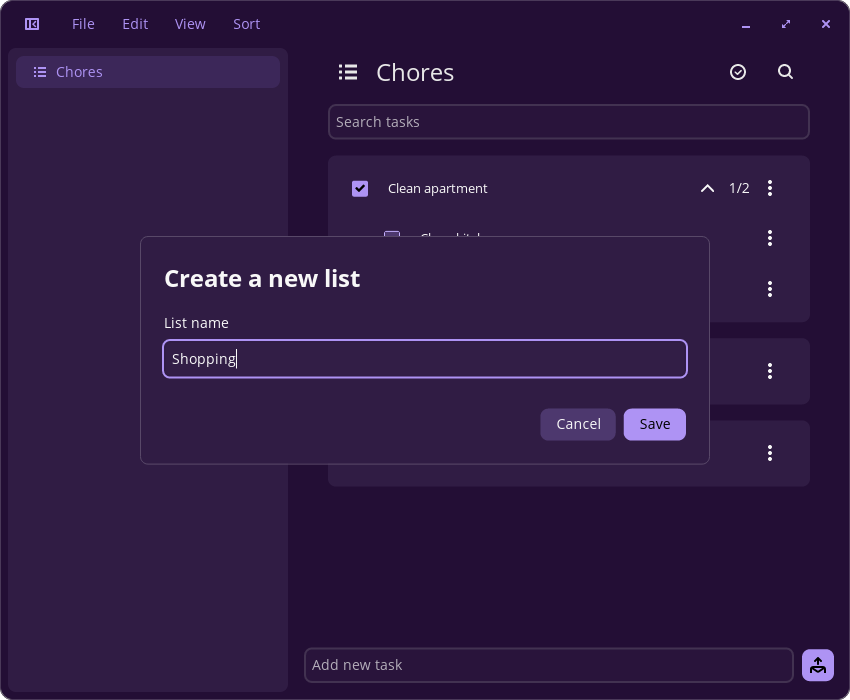 File Edit View Sort
Chores
Chores
Search tasks
Clean apartment 1/2
Create a new list
List name
Shopping
Cancel Save
Add new task